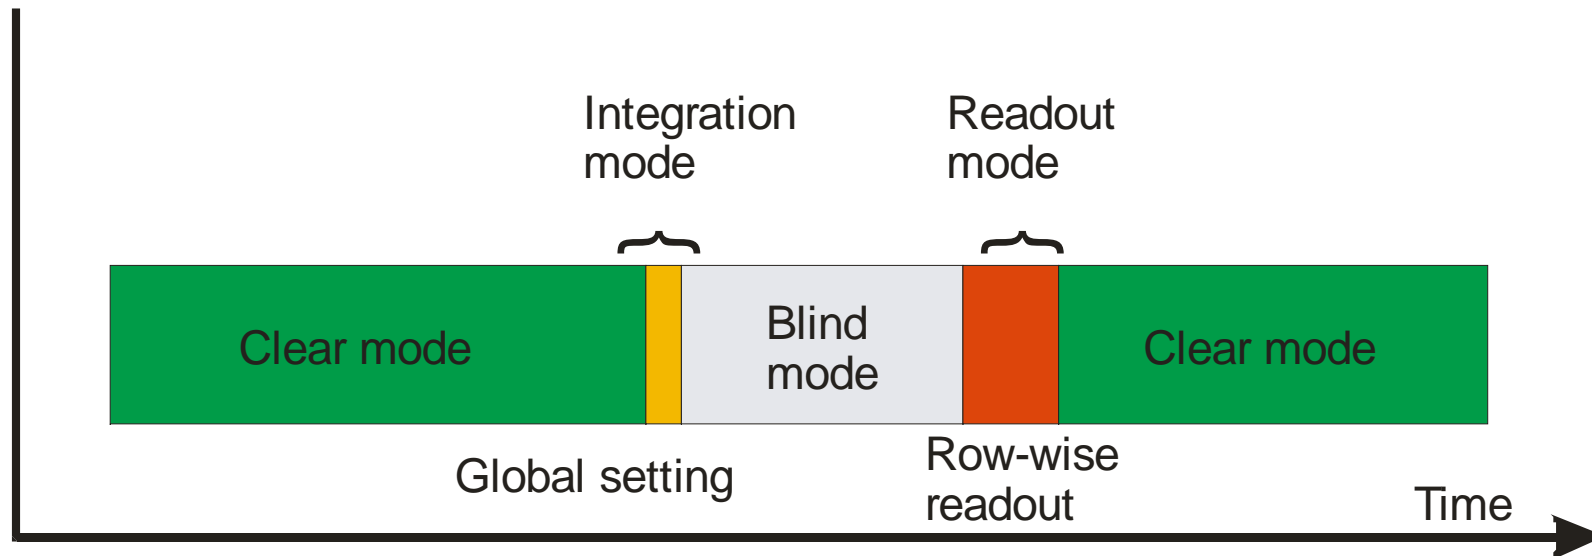 Integration
mode
Readout
mode
Clear mode
Blind
mode
Clear mode
Global setting
Row-wise
readout
Time